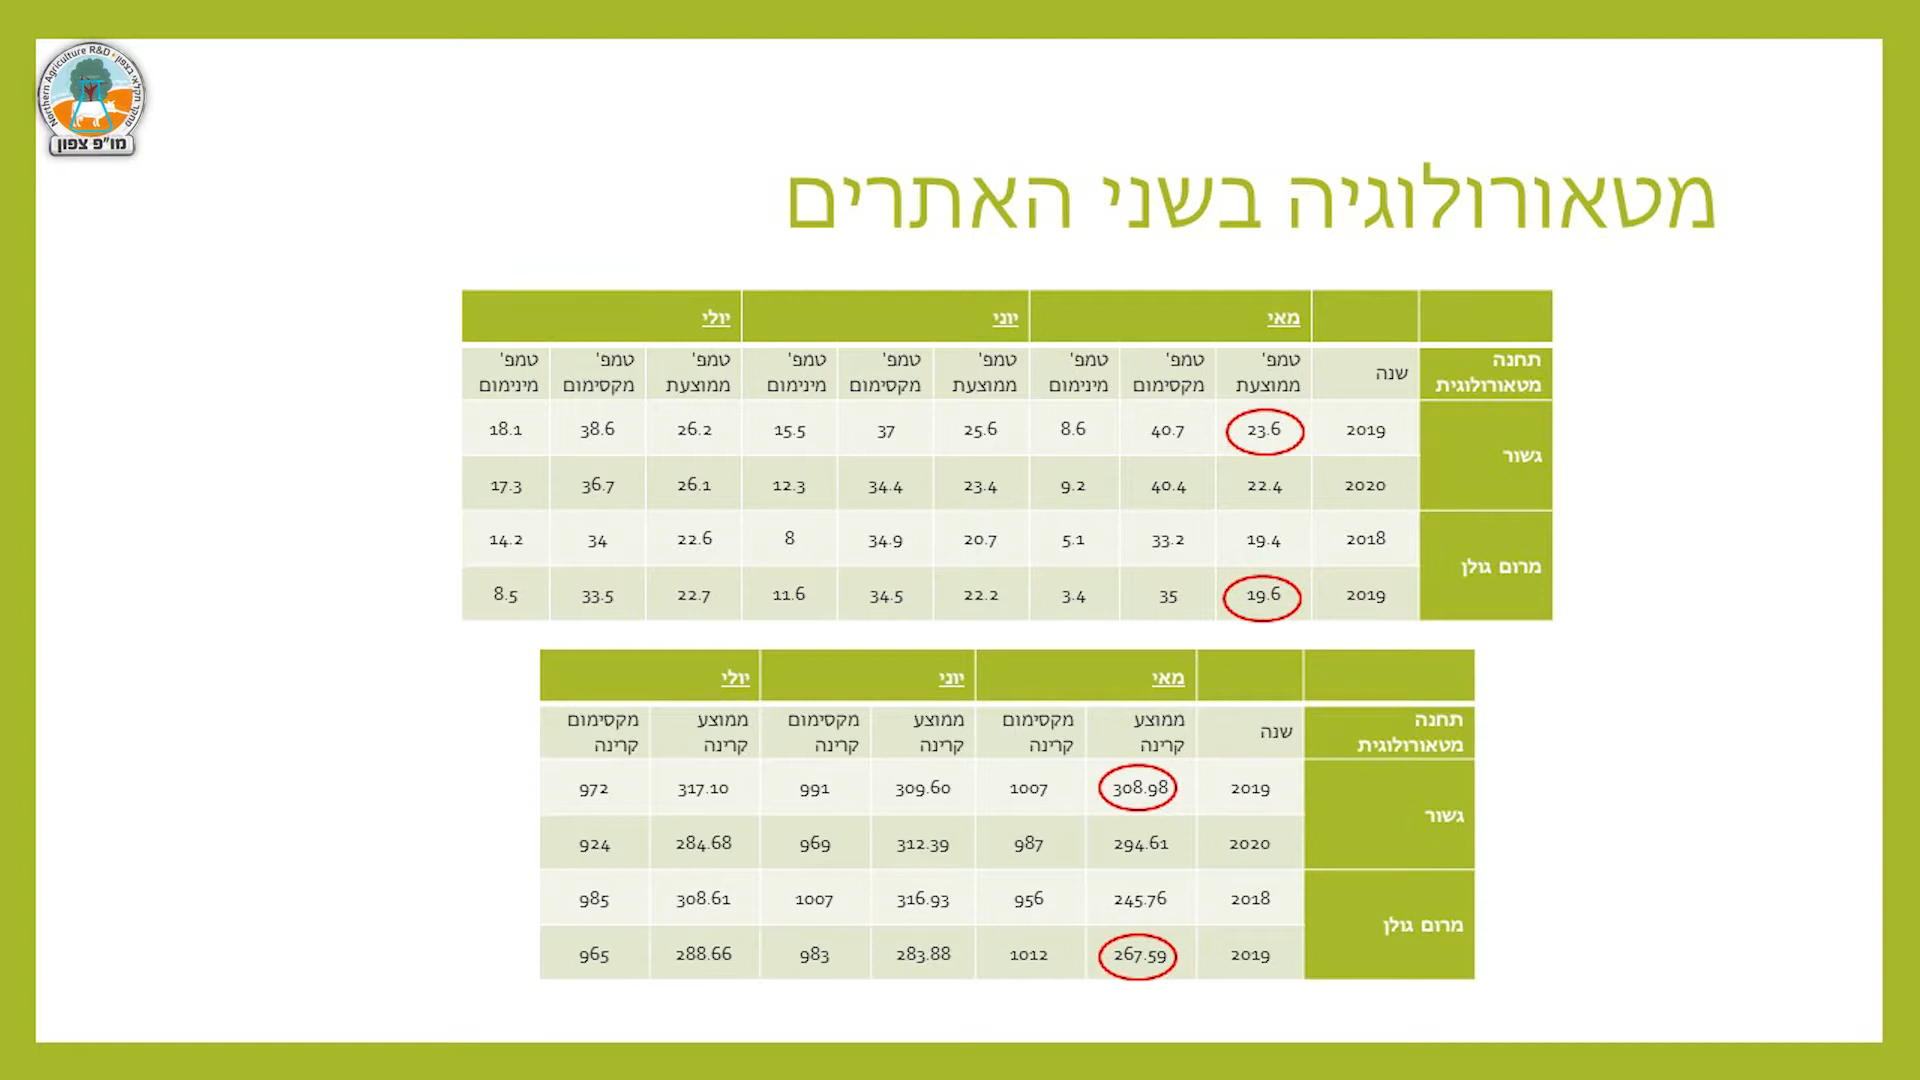 Northern Agriculture R&D • מחקר חקלאי בצפון
מו"פ צפון
מטאורולוגיה בשני האתרים
מאי יוני יולי
תחנה מטאורולוגית שנה טמפ' ממוצעת טמפ' מקסימום טמפ' מינימום טמפ' ממוצעת טמפ' מקסימום טמפ' מינימום טמפ' ממוצעת טמפ' מקסימום טמפ' מינימום
גשור 2019 23.6 40.7 8.6 25.6 37 15.5 26.2 38.6 18.1
2020 22.4 40.4 9.2 23.4 34.4 12.3 26.1 36.7 17.3
מרום גולן 2018 19.4 33.2 5.1 20.7 34.9 8 22.6 34 14.2
2019 19.6 35 3.4 22.2 34.5 11.6 22.7 33.5 8.5
מאי יוני יולי
תחנה מטאורולוגית שנה ממוצע קרינה מקסימום קרינה ממוצע קרינה מקסימום קרינה ממוצע קרינה מקסימום קרינה
גשור 2019 308.98 1007 309.60 991 317.10 972
2020 294.61 987 312.39 969 284.68 924
מרום גולן 2018 245.76 956 316.93 1007 308.61 985
2019 267.59 1012 283.88 983 288.66 965